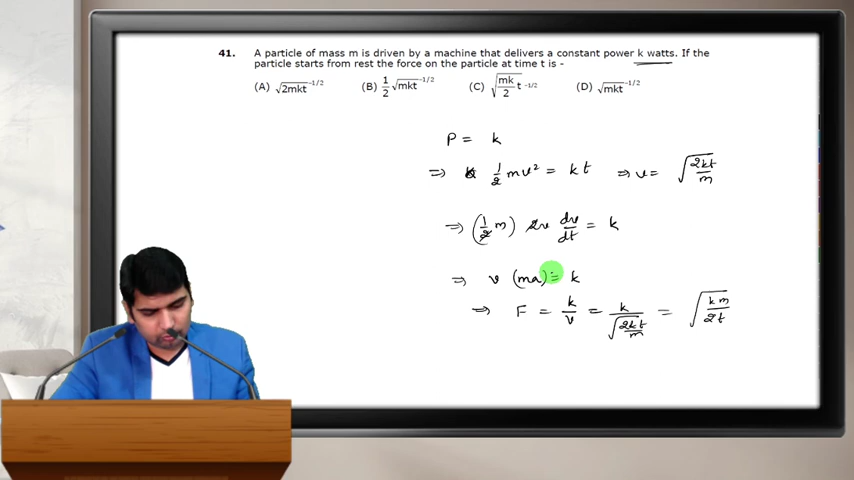 41. A particle of mass m is driven by a machine that delivers a constant power k watts. If the
particle starts from rest the force on the particle at time t is -
(A) √2mkt^-1/2 (B) 1/2 √mkt^-1/2 (C) √(mk/2) t^-1/2 (D) √mkt^-1/2
P = k
⇒ 1/2 mv² = kt ⇒ v = √(2kt/m)
⇒ (1/2 m) 2v dv/dt = k
⇒ v (ma) = k
⇒ F = k/v = k/√(2kt/m) = √(km/2t)